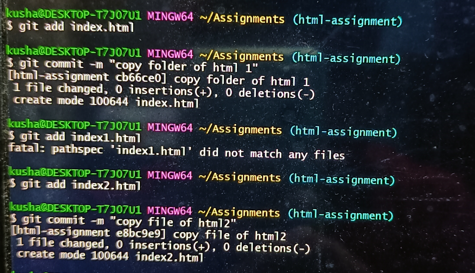 kusha@DESKTOP-T7J07U1 MINGW64 ~/Assignments (html-assignment)
$ git add index.html
kusha@DESKTOP-T7J07U1 MINGW64 ~/Assignments (html-assignment)
$ git commit -m "copy folder of html 1"
[html-assignment cb66ce0] copy folder of html 1
1 file changed, 0 insertions(+), 0 deletions(-)
create mode 100644 index.html
kusha@DESKTOP-T7J07U1 MINGW64 ~/Assignments (html-assignment)
$ git add index1.html
fatal: pathspec 'index1.html' did not match any files
kusha@DESKTOP-T7J07U1 MINGW64 ~/Assignments (html-assignment)
$ git add index2.html
kusha@DESKTOP-T7J07U1 MINGW64 ~/Assignments (html-assignment)
$ git commit -m "copy file of html2"
[html-assignment e8bc9e9] copy file of html2
1 file changed, 0 insertions(+), 0 deletions(-)
create mode 100644 index2.html